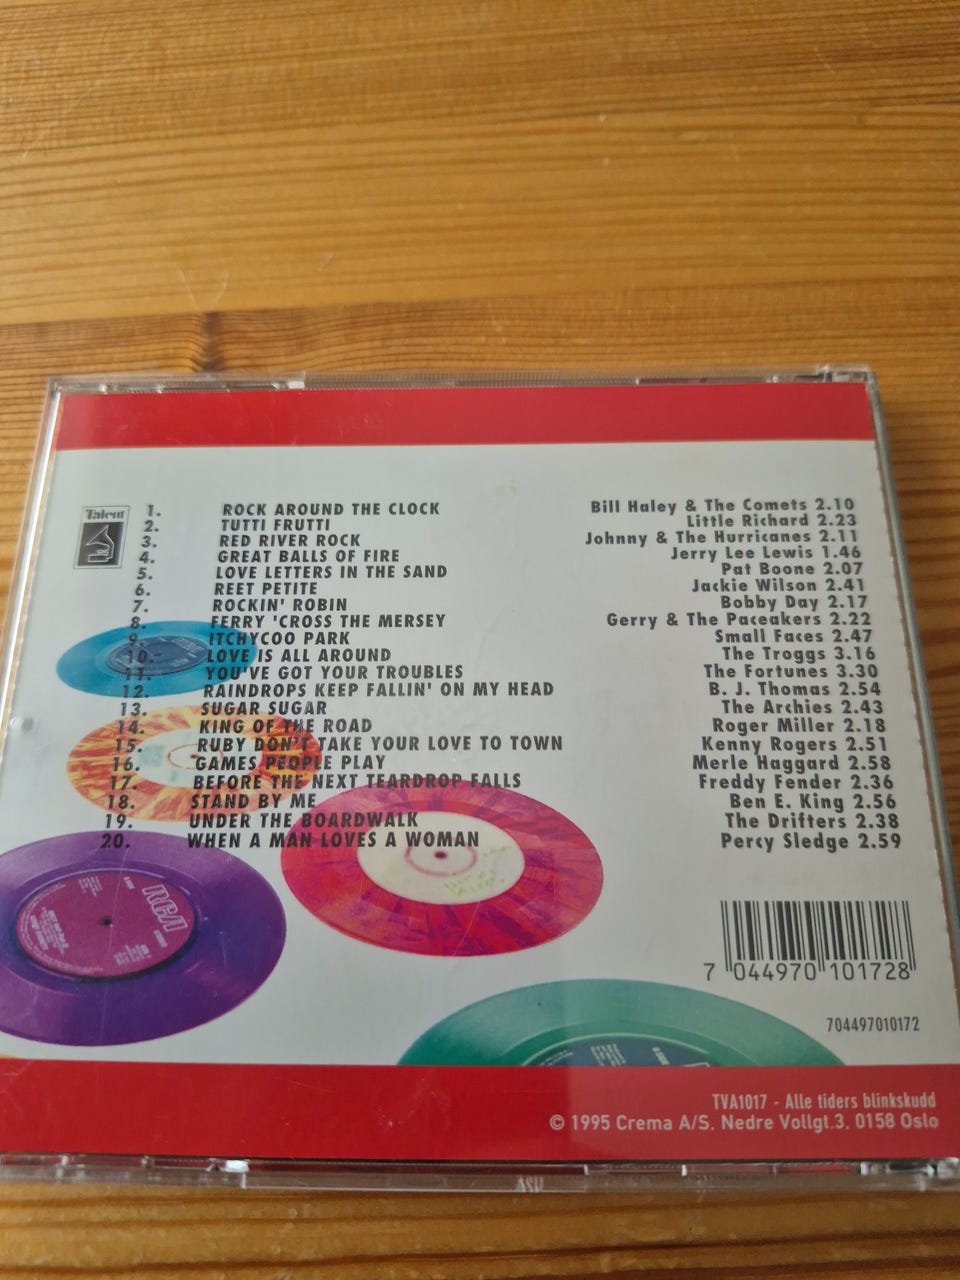 Talent
1. ROCK AROUND THE CLOCK Bill Haley & The Comets 2.10
2. TUTTI FRUTTI Little Richard 2.23
3. RED RIVER ROCK Johnny & The Hurricanes 2.11
4. GREAT BALLS OF FIRE Jerry Lee Lewis 1.46
5. LOVE LETTERS IN THE SAND Pat Boone 2.07
6. REET PETITE Jackie Wilson 2.41
7. ROCKIN' ROBIN Bobby Day 2.17
8. FERRY 'CROSS THE MERSEY Gerry & The Paceakers 2.22
9. ITCHYCOO PARK Small Faces 2.47
10. LOVE IS ALL AROUND The Troggs 3.16
11. YOU'VE GOT YOUR TROUBLES The Fortunes 3.30
12. RAINDROPS KEEP FALLIN' ON MY HEAD B. J. Thomas 2.54
13. SUGAR SUGAR The Archies 2.43
14. KING OF THE ROAD Roger Miller 2.18
15. RUBY DON'T TAKE YOUR LOVE TO TOWN Kenny Rogers 2.51
16. GAMES PEOPLE PLAY Merle Haggard 2.58
17. BEFORE THE NEXT TEARDROP FALLS Freddy Fender 2.36
18. STAND BY ME Ben E. King 2.56
19. UNDER THE BOARDWALK The Drifters 2.38
20. WHEN A MAN LOVES A WOMAN Percy Sledge 2.59
RCA
7 044970 101728
704497010172
TVA1017 - Alle tiders blinkskudd
© 1995 Crema A/S, Nedre Vollgt.3, 0158 Oslo